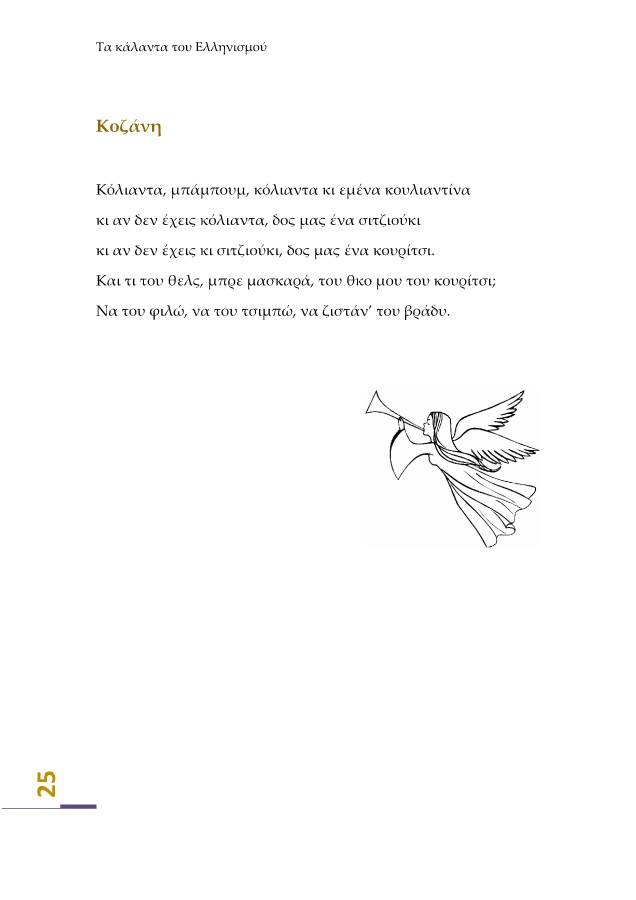 Τα κάλαντα του Ελληνισμού
Κοζάνη
Κόλιαντα, μπάμπουμ, κόλιαντα κι εμένα κουλιαντίνα
κι αν δεν έχεις κόλιαντα, δος μας ένα σιτζιούκι
κι αν δεν έχεις κι σιτζιούκι, δος μας ένα κουρίτσι.
Και τι του θελς, μπρε μασκαρά, του θκο μου του κουρίτσι;
Να του φιλώ, να του τσιμπώ, να ζιστάν’ του βράδυ.
25